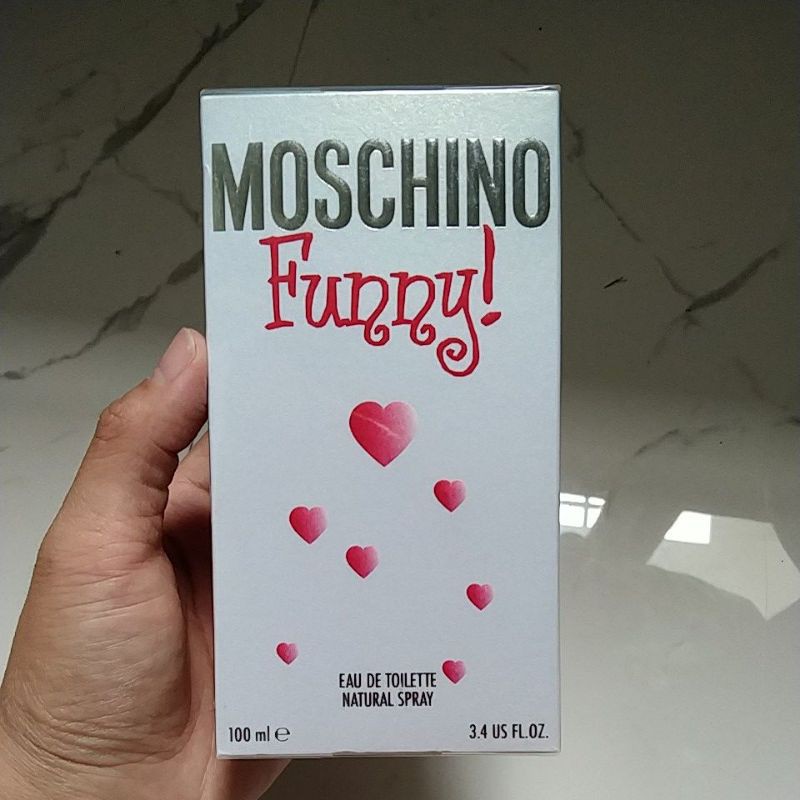 MOSCHINO
Funny!
EAU DE TOILETTE
NATURAL SPRAY
100 ml ℮
3.4 US FL.OZ.